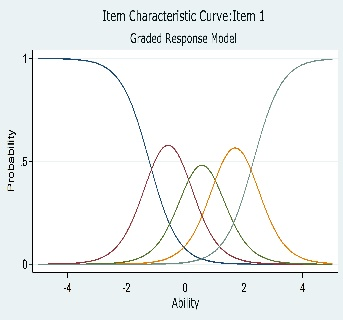 Item Characteristic Curve:Item 1
Graded Response Model
Probability
1
.5
0
-4
-2
0
2
4
Ability